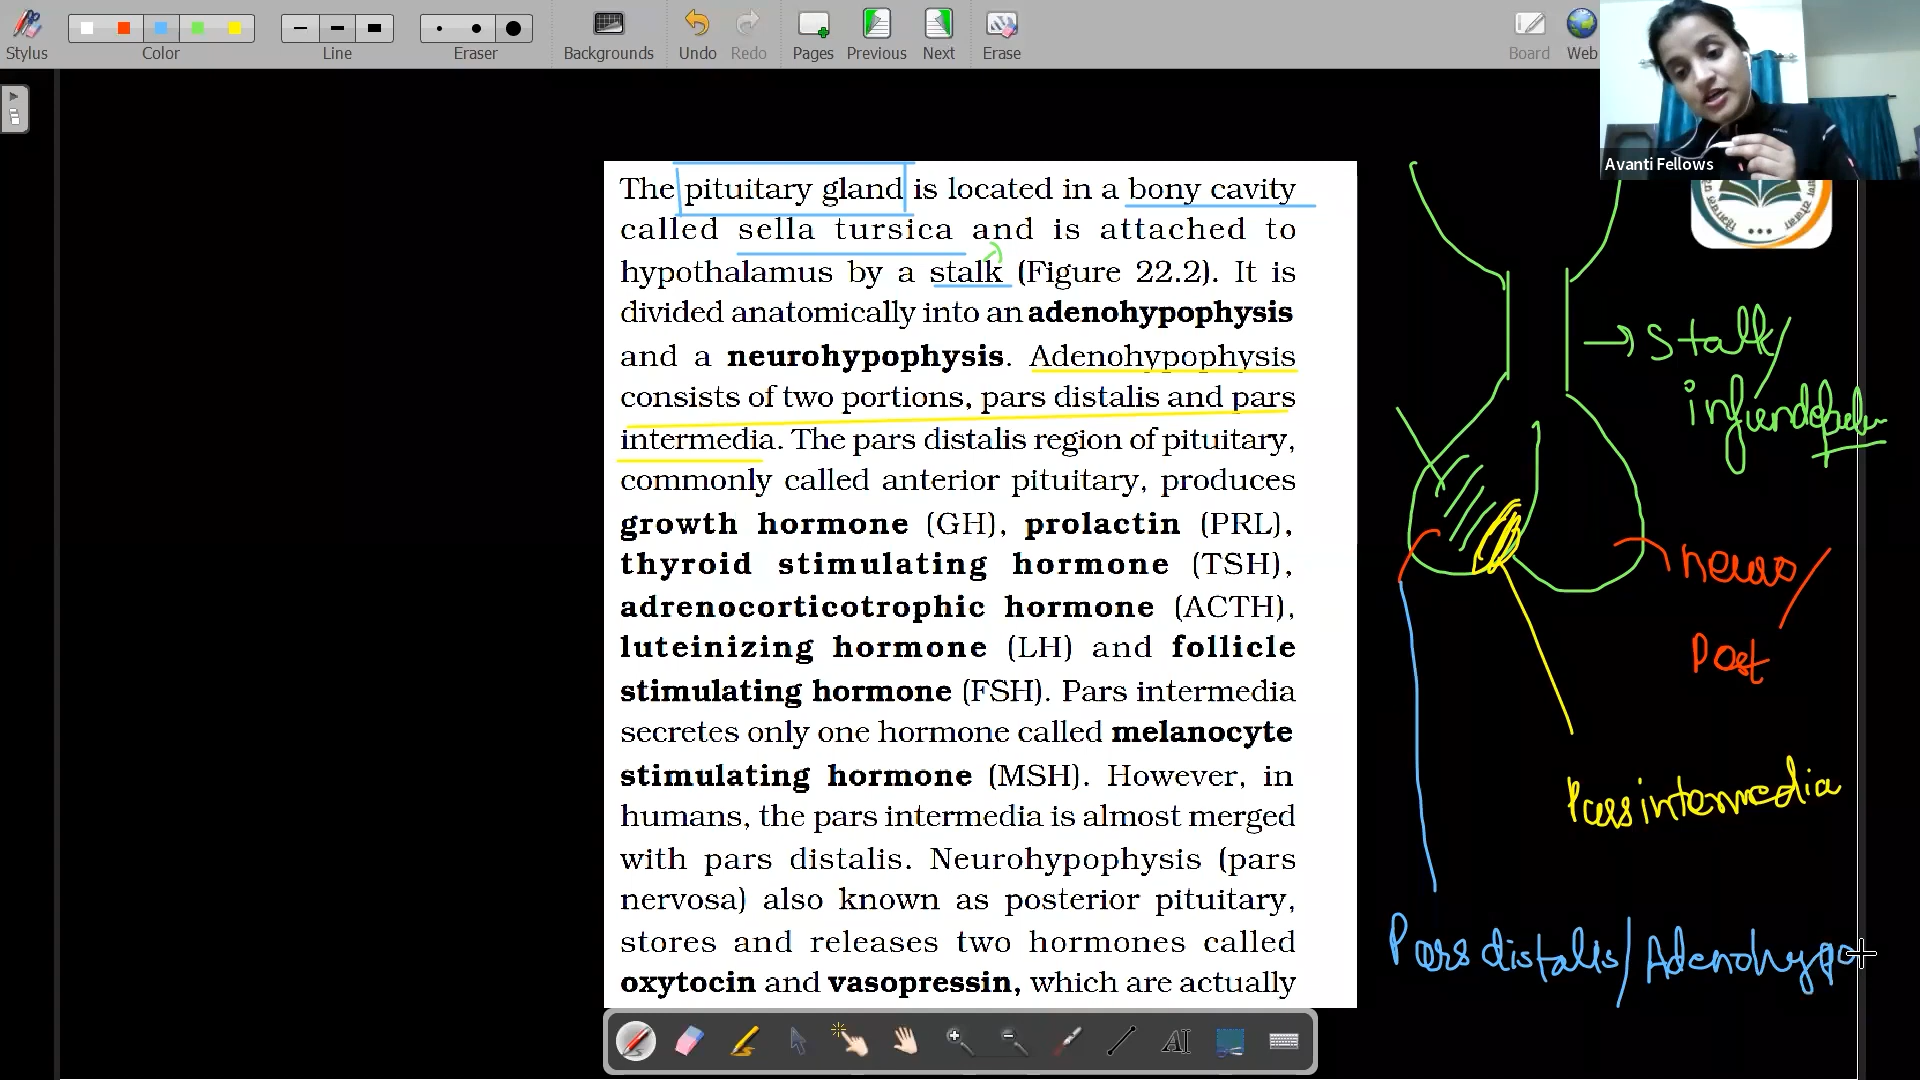 Stylus
Color
Line
Eraser
Backgrounds
Undo
Redo
Pages
Previous
Next
Erase
Board
Web
Avanti Fellows
The pituitary gland is located in a bony cavity
called sella tursica and is attached to
hypothalamus by a stalk (Figure 22.2). It is
divided anatomically into an adenohypophysis
and a neurohypophysis. Adenohypophysis
consists of two portions, pars distalis and pars
intermedia. The pars distalis region of pituitary,
commonly called anterior pituitary, produces
growth hormone (GH), prolactin (PRL),
thyroid stimulating hormone (TSH),
adrenocorticotrophic hormone (ACTH),
luteinizing hormone (LH) and follicle
stimulating hormone (FSH). Pars intermedia
secretes only one hormone called melanocyte
stimulating hormone (MSH). However, in
humans, the pars intermedia is almost merged
with pars distalis. Neurohypophysis (pars
nervosa) also known as posterior pituitary,
stores and releases two hormones called
oxytocin and vasopressin, which are actually
stalk/
neuro/
Post
Pars intermedia
Pars distalis/Adenohypo